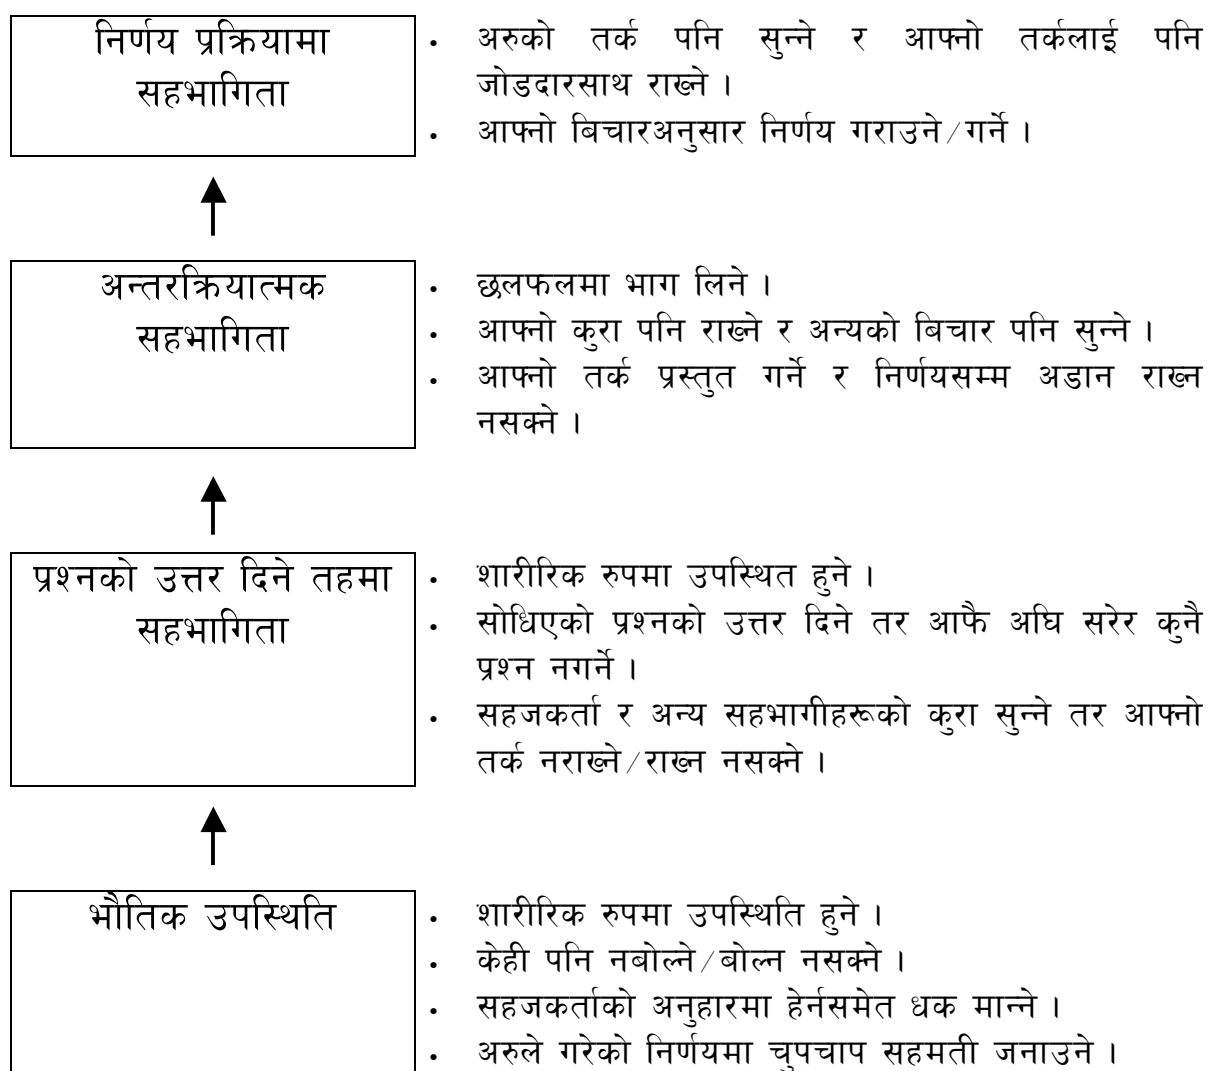 निर्णय प्रक्रियामा
सहभागिता
• अरुको तर्क पनि सुन्ने र आफ्नो तर्कलाई पनि
जोडदारसाथ राख्ने ।
• आफ्नो बिचारअनुसार निर्णय गराउने/गर्ने ।
अन्तरक्रियात्मक
सहभागिता
• छलफलमा भाग लिने ।
• आफ्नो कुरा पनि राख्ने र अन्यको बिचार पनि सुन्ने ।
• आफ्नो तर्क प्रस्तुत गर्ने र निर्णयसम्म अडान राख्न
नसक्ने ।
प्रश्नको उत्तर दिने तहमा
सहभागिता
• शारीरिक रुपमा उपस्थित हुने ।
• सोधिएको प्रश्नको उत्तर दिने तर आफै अघि सरेर कुनै
प्रश्न नगर्ने ।
• सहजकर्ता र अन्य सहभागीहरूको कुरा सुन्ने तर आफ्नो
तर्क नराख्ने/राख्न नसक्ने ।
भौतिक उपस्थिति
• शारीरिक रुपमा उपस्थिति हुने ।
• केही पनि नबोल्ने/बोल्न नसक्ने ।
• सहजकर्ताको अनुहारमा हेर्नसमेत धक मान्ने ।
• अरुले गरेको निर्णयमा चुपचाप सहमती जनाउने ।